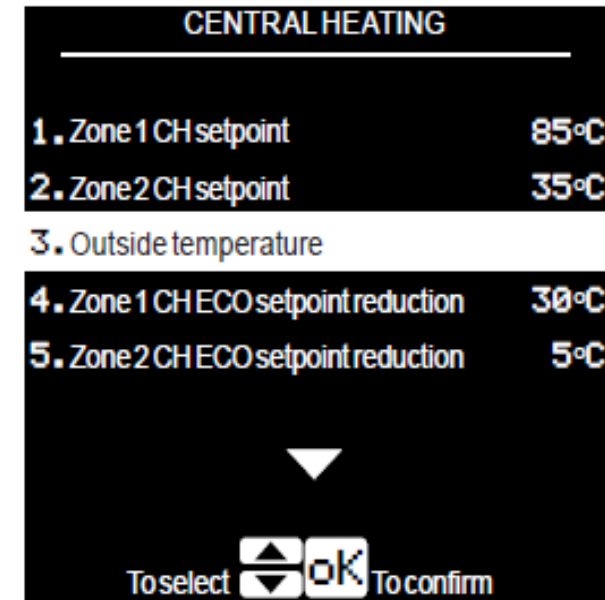 CENTRAL HEATING
1. Zone 1 CH setpoint 85°C
2. Zone 2 CH setpoint 35°C
3. Outside temperature
4. Zone 1 CH ECO setpoint reduction 30°C
5. Zone 2 CH ECO setpoint reduction 5°C
To select oK To confirm